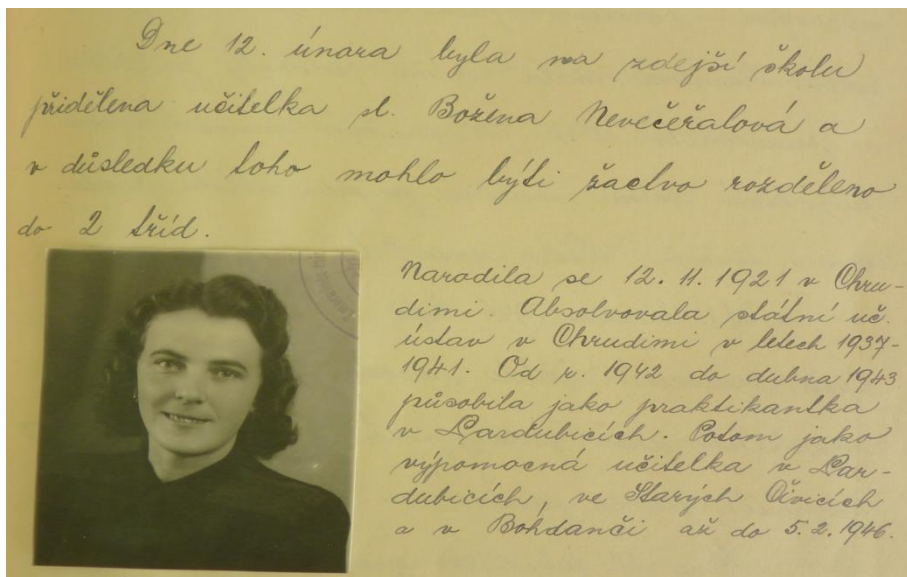 Dne 12. února byla na zdejší školu
přidělena učitelka sl. Božena Nevečeřalová a
v důsledku toho mohlo býti žactvo rozděleno
do 2 tříd.
Narodila se 12. 11. 1921 v Chru-
dimi. Absolvovala státní uč.
ústav v Chrudimi v letech 1937-
1941. Od r. 1942 do dubna 1943
působila jako praktikantka
v Pardubicích. Potom jako
výpomocná učitelka v Par-
dubicích, ve Starých Čivicích
a v Bohdanči až do 5. 2. 1946.